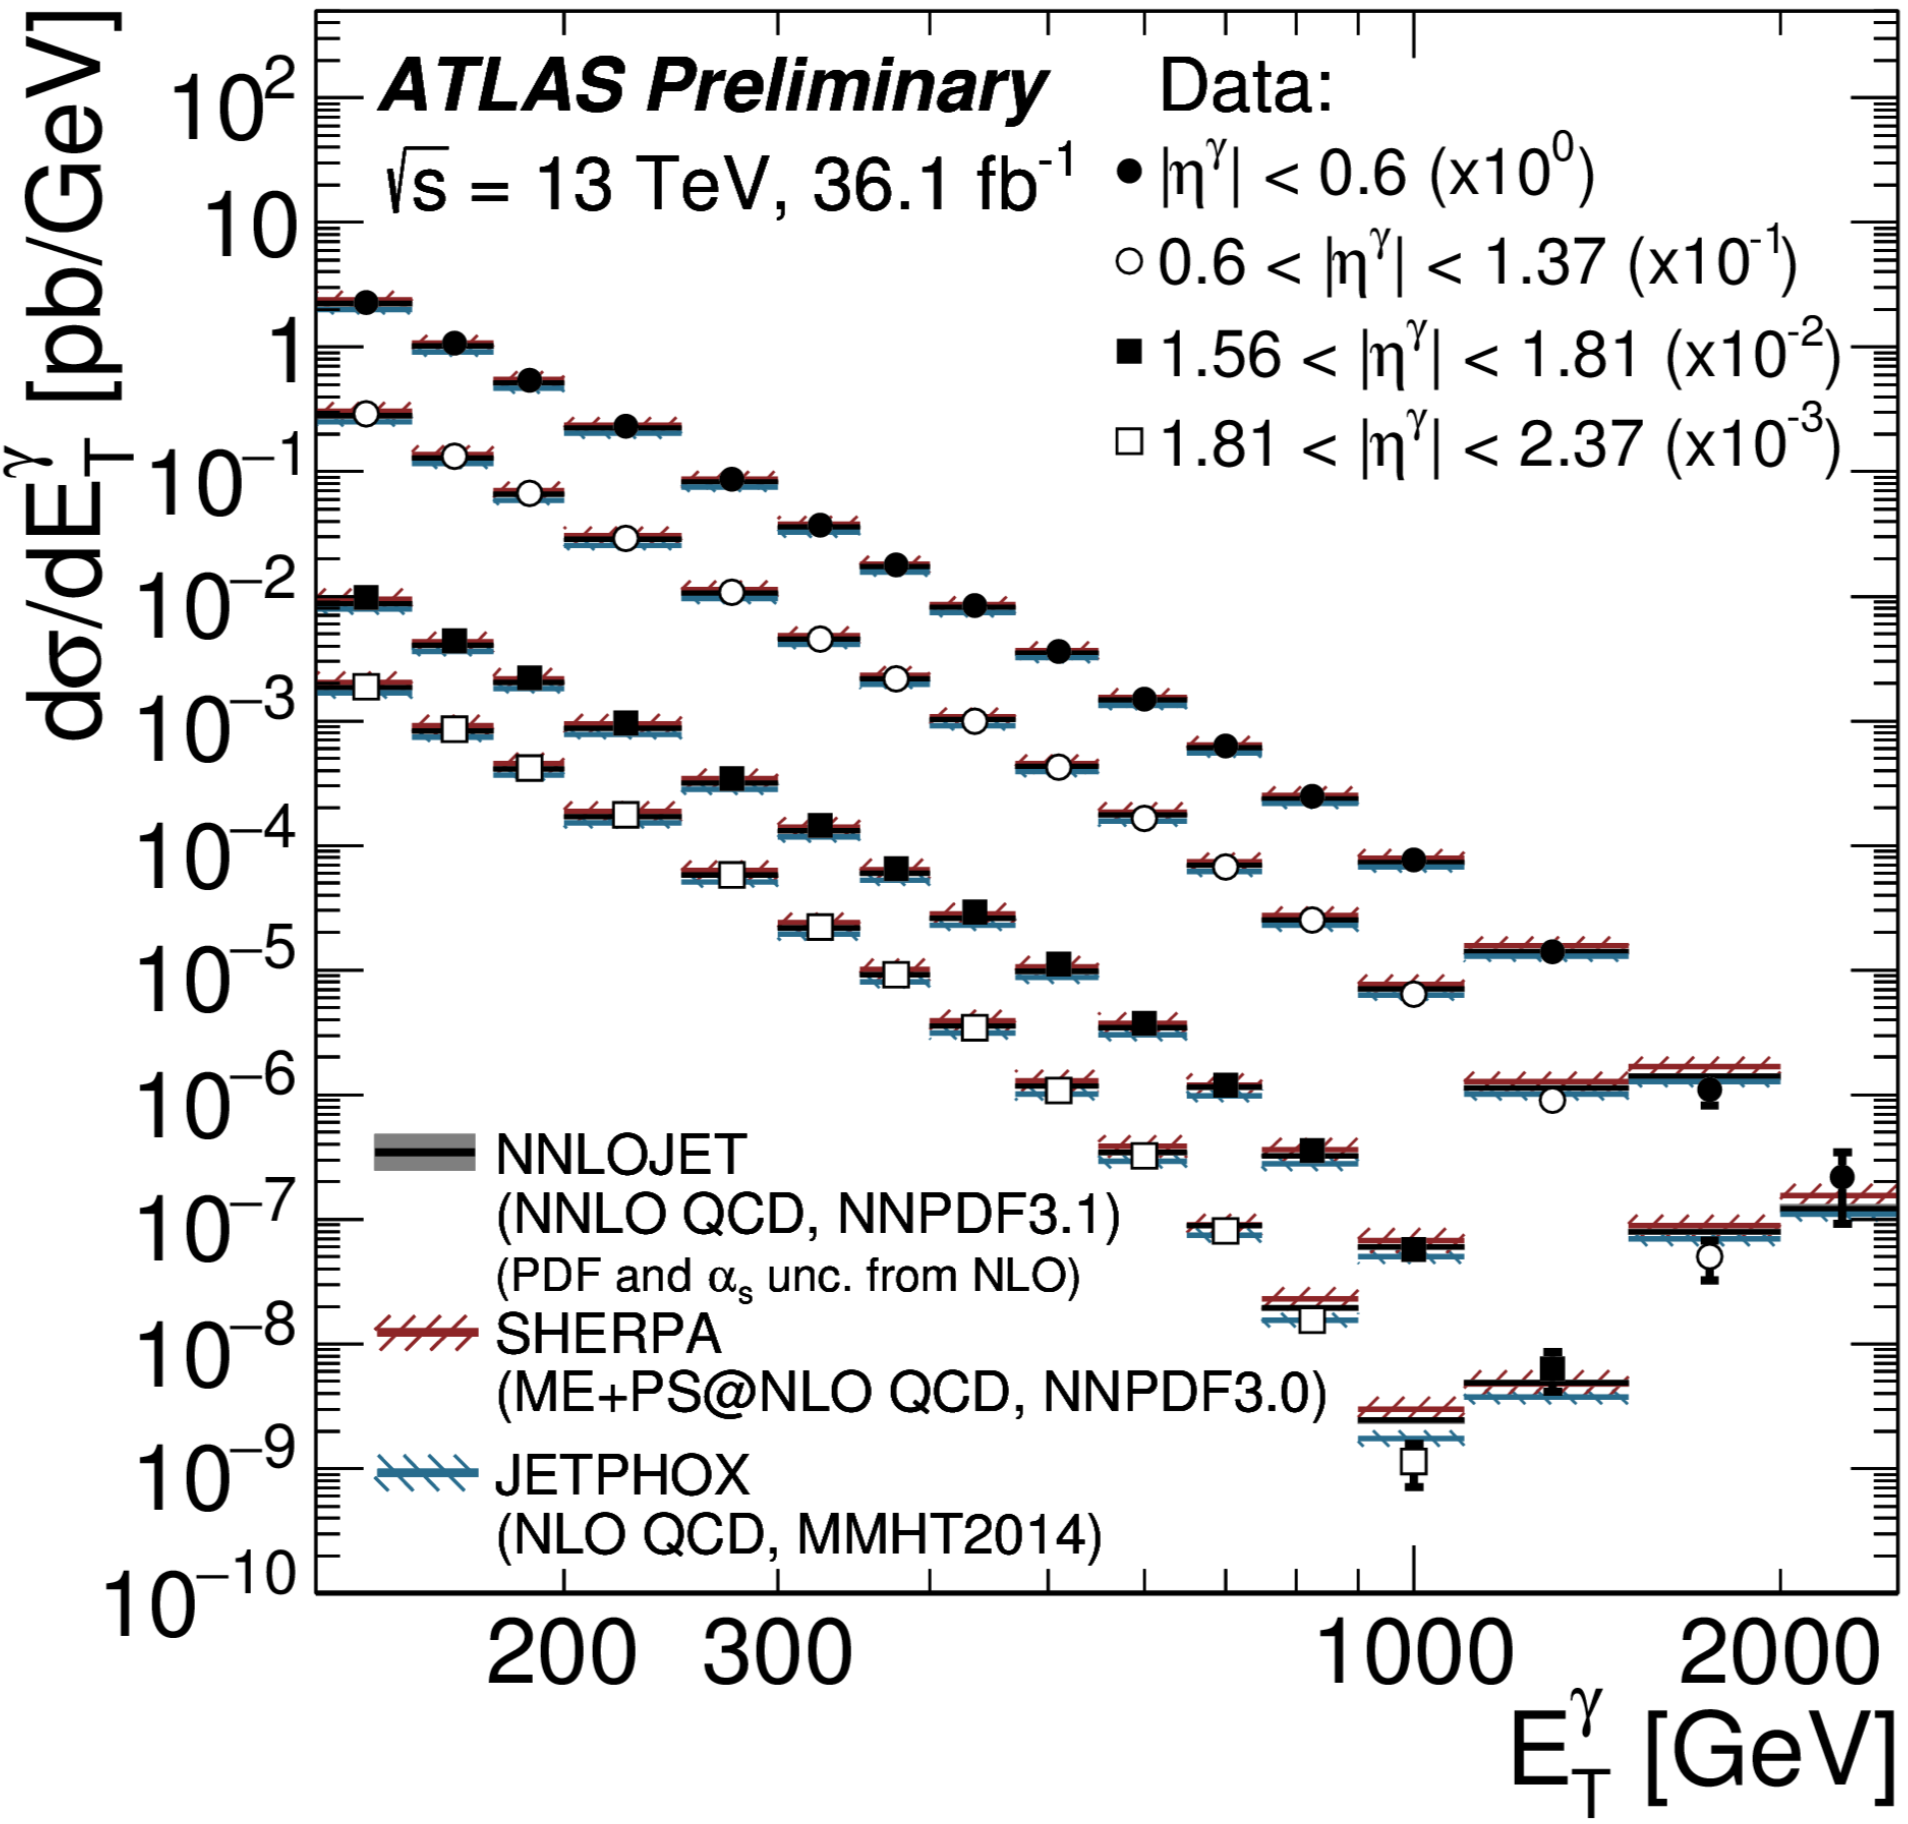 dσ/dE_T^γ [pb/GeV]
10²
10
1
10⁻¹
10⁻²
10⁻³
10⁻⁴
10⁻⁵
10⁻⁶
10⁻⁷
10⁻⁸
10⁻⁹
10⁻¹⁰
ATLAS Preliminary
√s = 13 TeV, 36.1 fb⁻¹
Data:
|η^γ| < 0.6 (x10⁰)
0.6 < |η^γ| < 1.37 (x10⁻¹)
1.56 < |η^γ| < 1.81 (x10⁻²)
1.81 < |η^γ| < 2.37 (x10⁻³)
NNLOJET
(NNLO QCD, NNPDF3.1)
(PDF and αₛ unc. from NLO)
SHERPA
(ME+PS@NLO QCD, NNPDF3.0)
JETPHOX
(NLO QCD, MMHT2014)
200 300 1000 2000
E_T^γ [GeV]